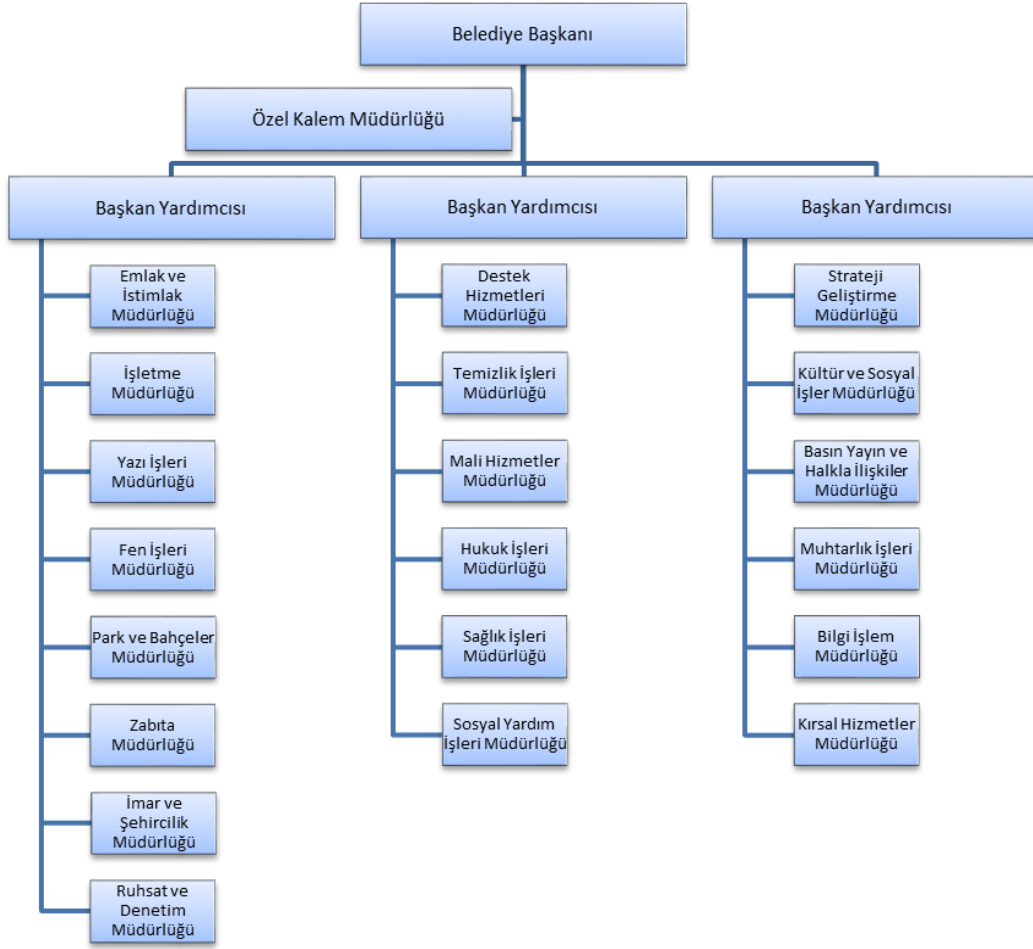 Belediye Başkanı
Özel Kalem Müdürlüğü
Başkan Yardımcısı
Emlak ve
İstimlak
Müdürlüğü
İşletme
Müdürlüğü
Yazı İşleri
Müdürlüğü
Fen İşleri
Müdürlüğü
Park ve Bahçeler
Müdürlüğü
Zabıta
Müdürlüğü
İmar ve
Şehircilik
Müdürlüğü
Ruhsat ve
Denetim
Müdürlüğü
Başkan Yardımcısı
Destek
Hizmetleri
Müdürlüğü
Temizlik İşleri
Müdürlüğü
Mali Hizmetler
Müdürlüğü
Hukuk İşleri
Müdürlüğü
Sağlık İşleri
Müdürlüğü
Sosyal Yardım
İşleri Müdürlüğü
Başkan Yardımcısı
Strateji
Geliştirme
Müdürlüğü
Kültür ve Sosyal
İşler Müdürlüğü
Basın Yayın ve
Halkla İlişkiler
Müdürlüğü
Muhtarlık İşleri
Müdürlüğü
Bilgi İşlem
Müdürlüğü
Kırsal Hizmetler
Müdürlüğü